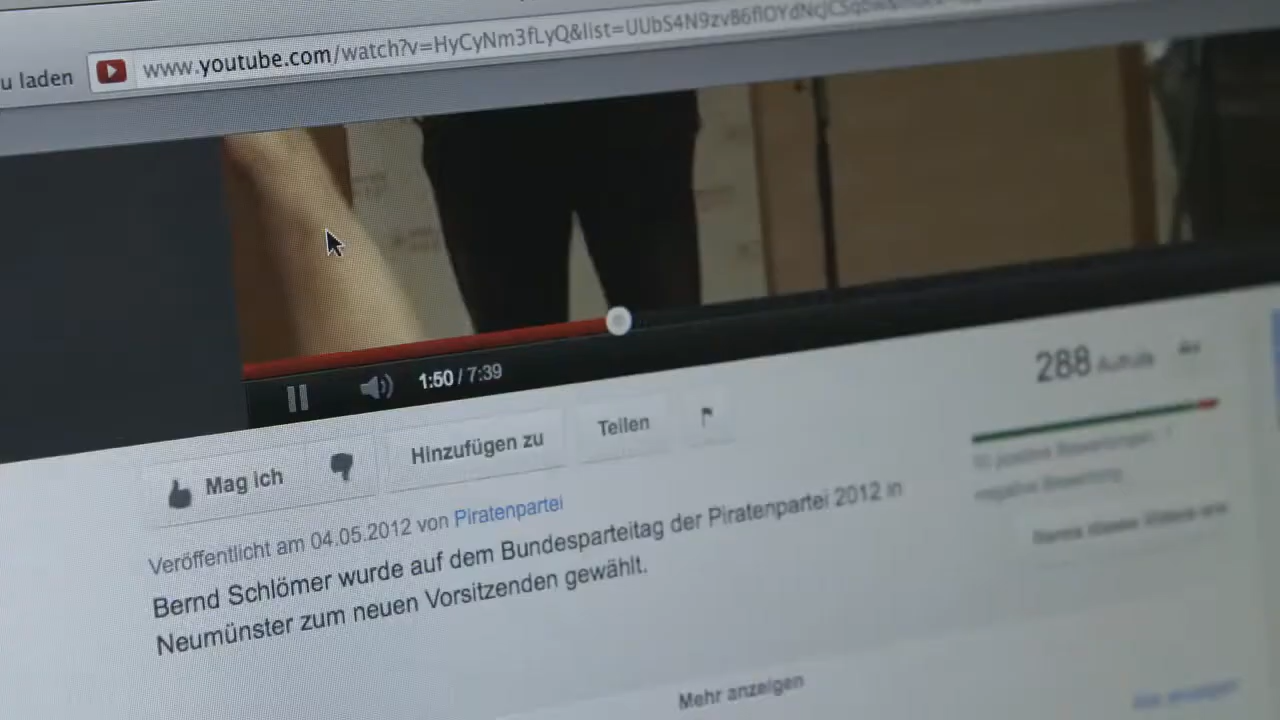 u laden
www.youtube.com/watch?v=HyCyNm3fLyQ&list=UUbS4N9zvB6flOYdNcjCSqbw
1:50 / 7:39
288 Aufrufe
Mag ich
Hinzufügen zu
Teilen
Veröffentlicht am 04.05.2012 von Piratenpartei
Bernd Schlömer wurde auf dem Bundesparteitag der Piratenpartei 2012 in
Neumünster zum neuen Vorsitzenden gewählt.
Mehr anzeigen